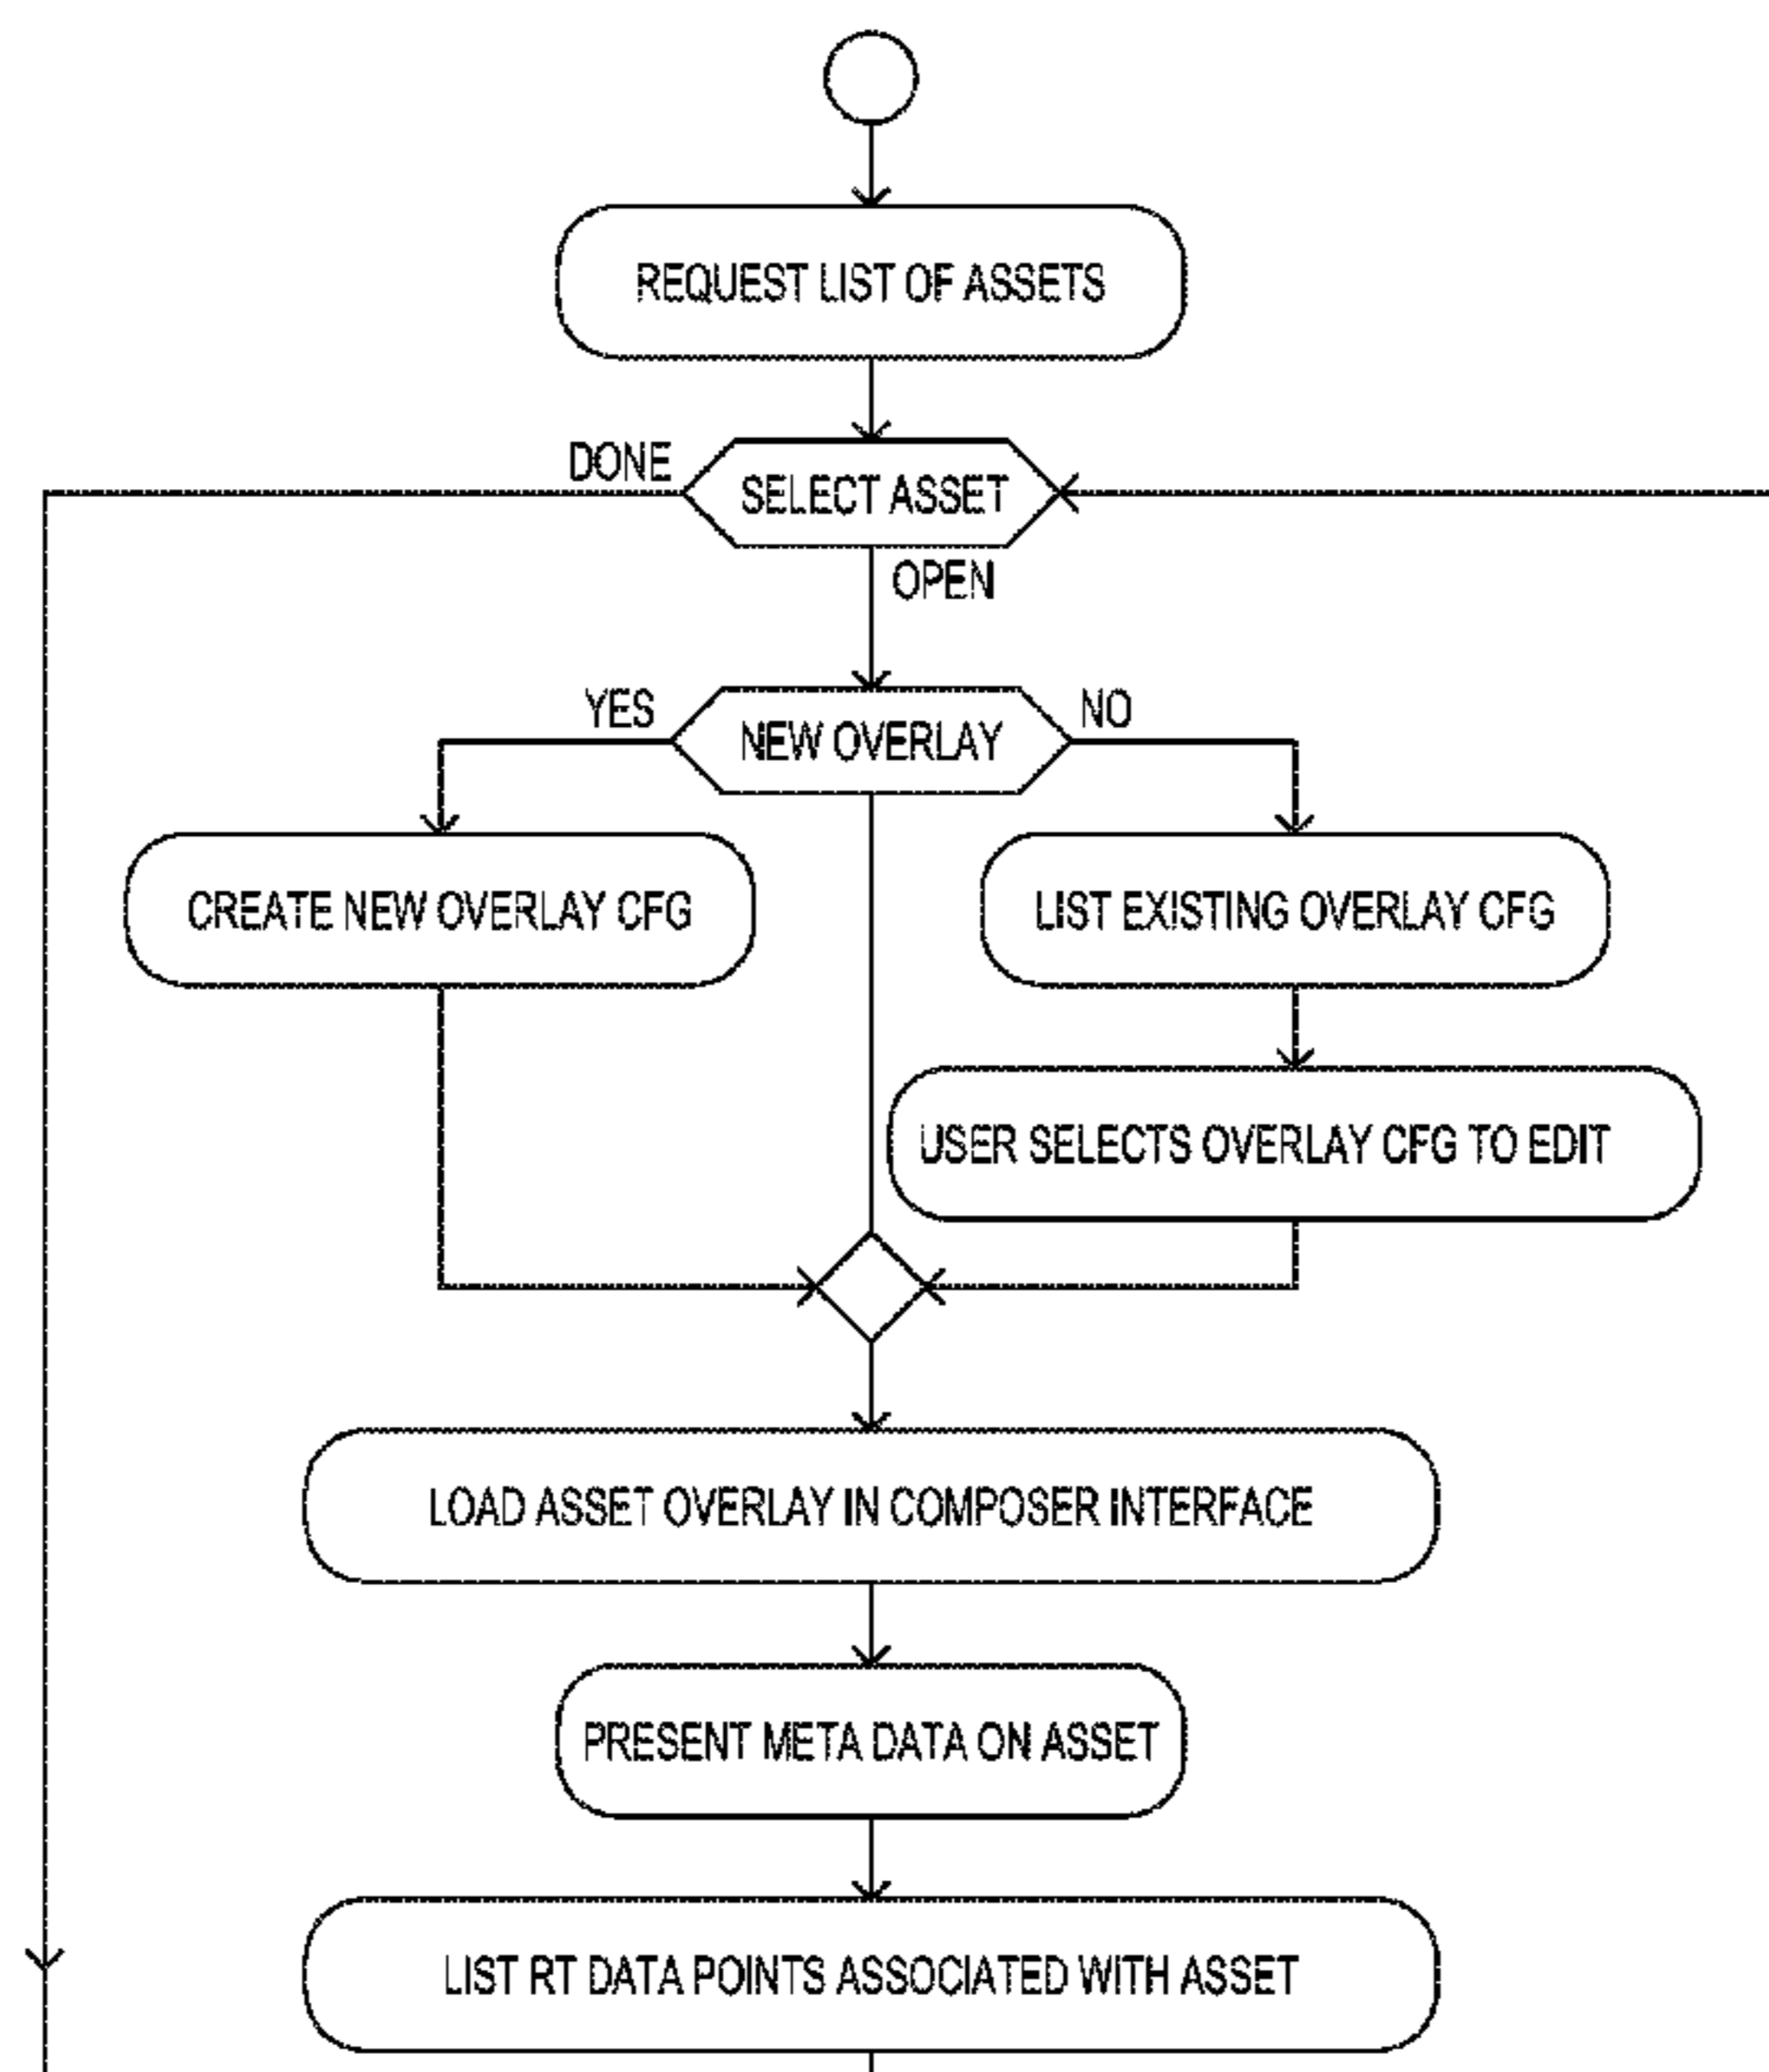 REQUEST LIST OF ASSETS
DONE
SELECT ASSET
OPEN
YES
NEW OVERLAY
NO
CREATE NEW OVERLAY CFG
LIST EXISTING OVERLAY CFG
USER SELECTS OVERLAY CFG TO EDIT
LOAD ASSET OVERLAY IN COMPOSER INTERFACE
PRESENT META DATA ON ASSET
LIST RT DATA POINTS ASSOCIATED WITH ASSET